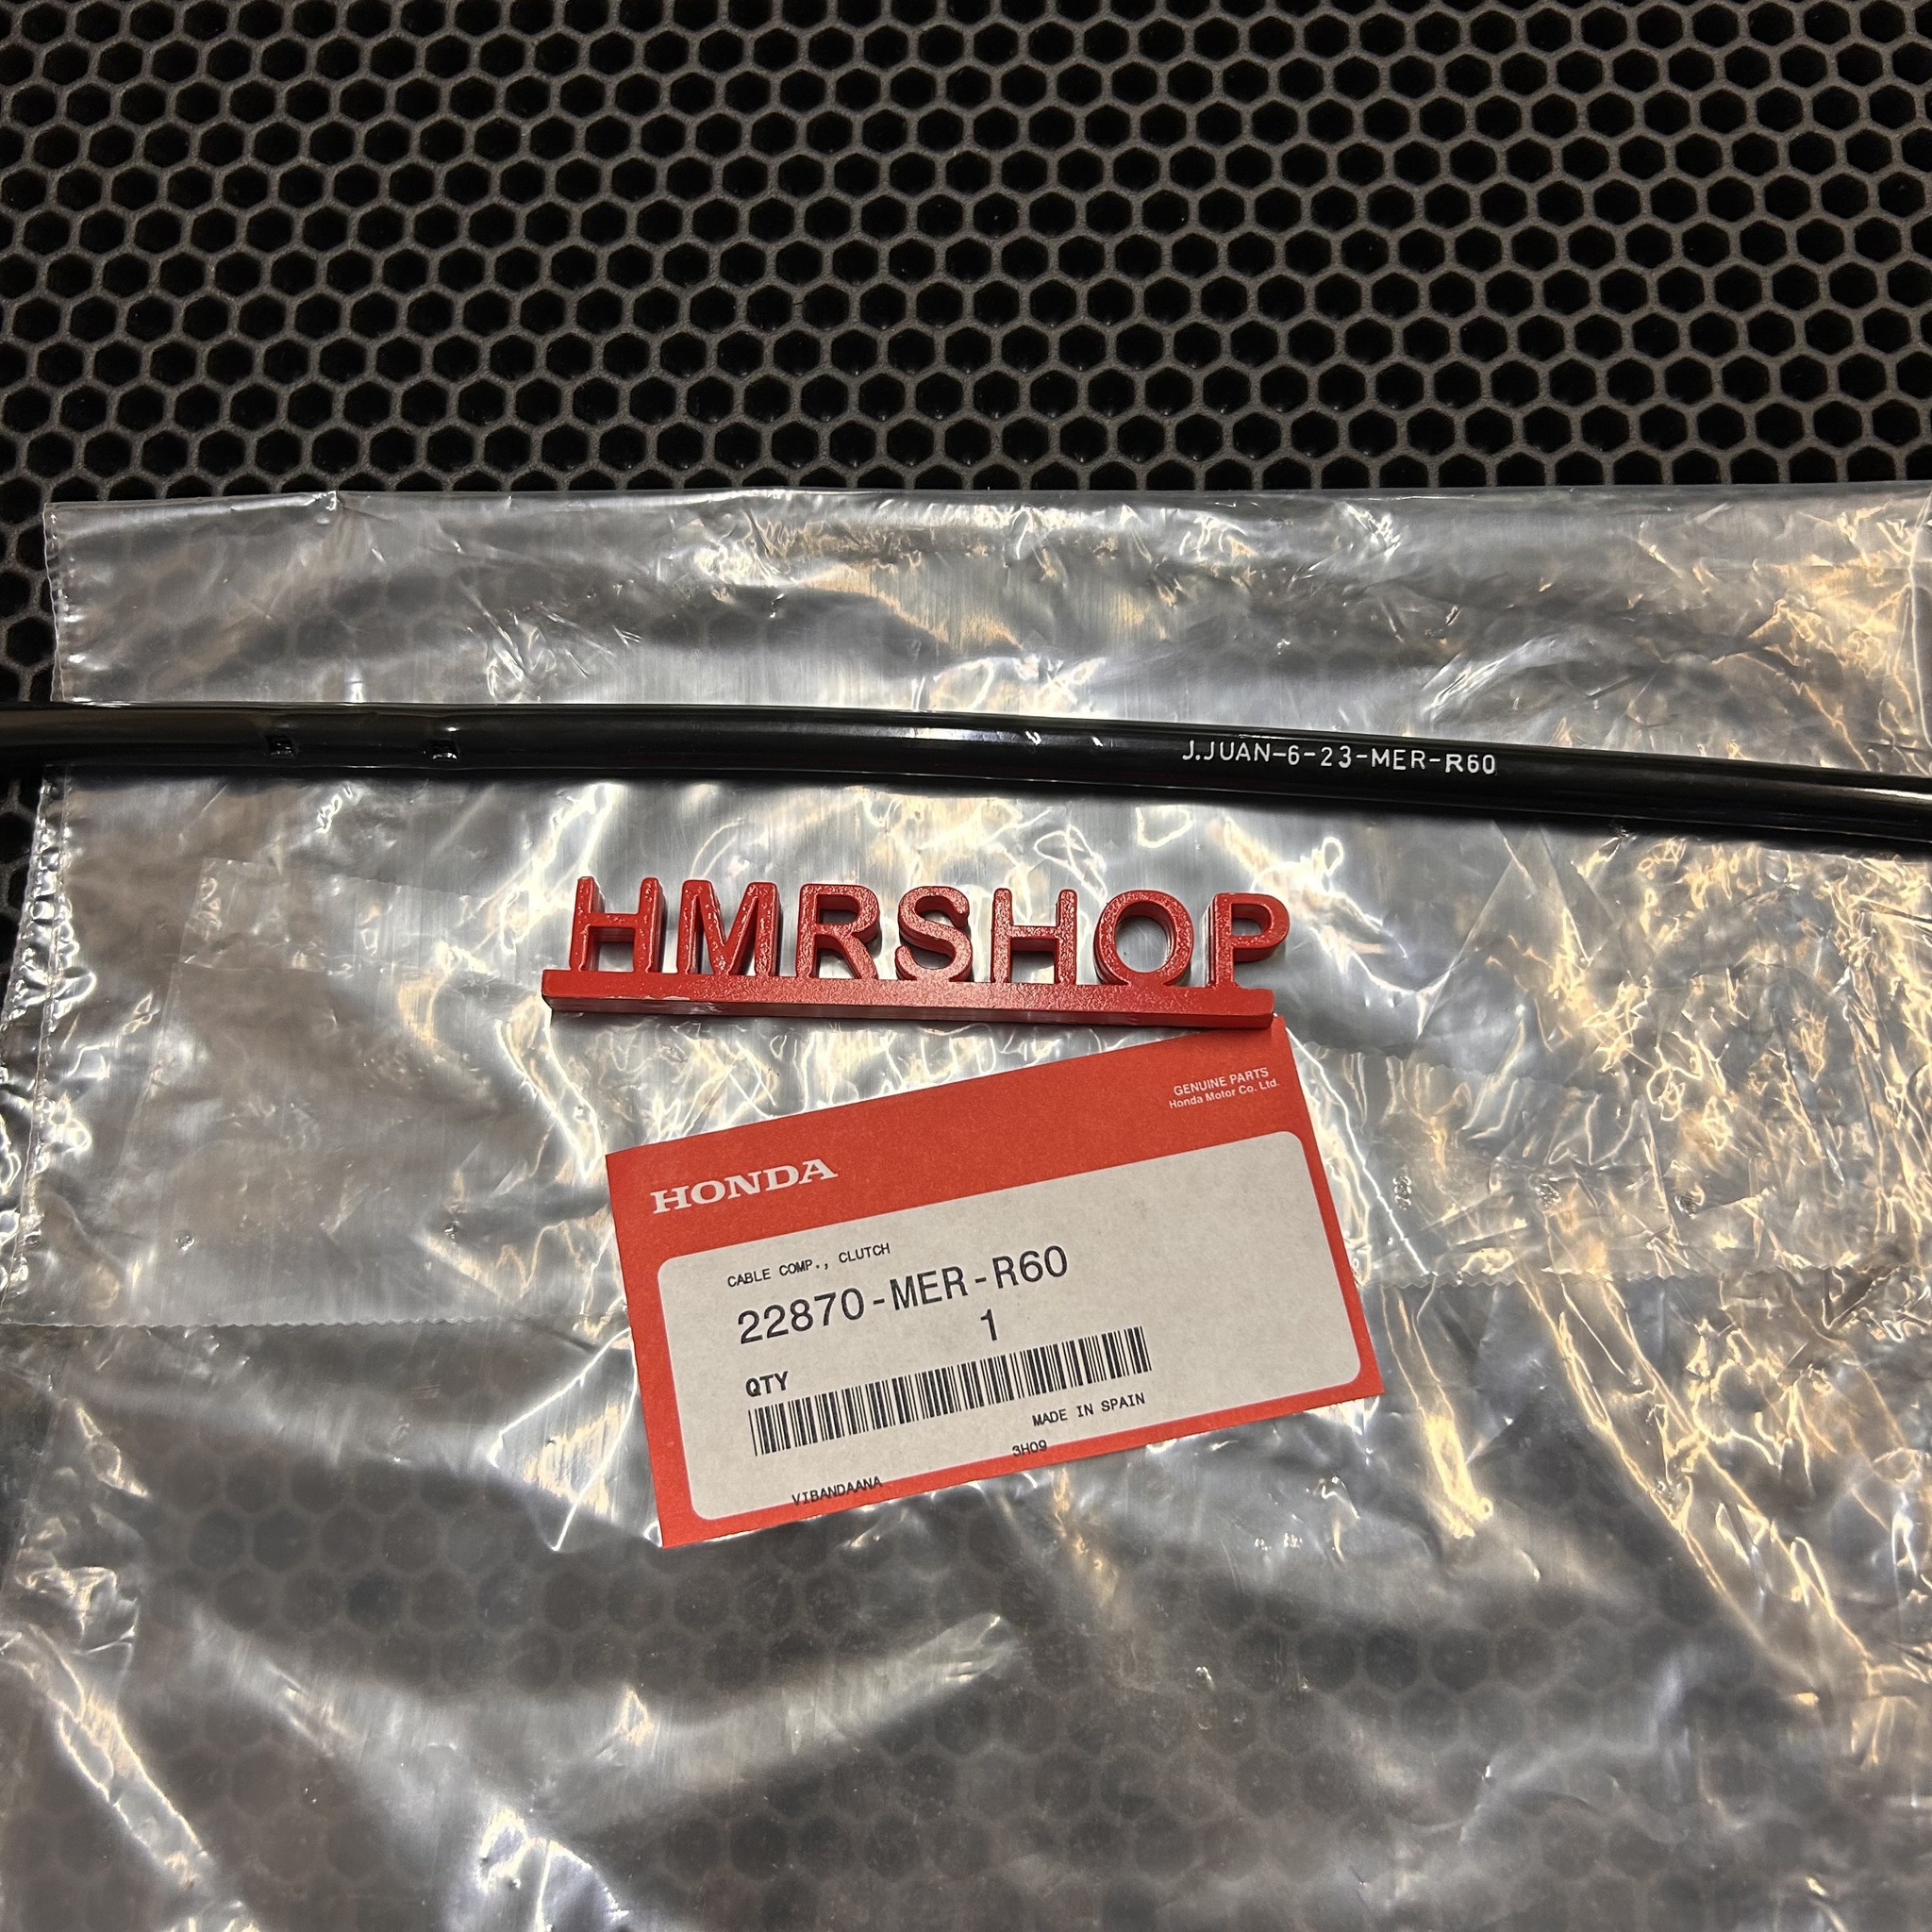 J.JUAN-6-23-MER-R60
HMRSHOP
GENUINE PARTS
Honda Motor Co. Ltd.
HONDA
CABLE COMP., CLUTCH
22870-MER-R60
1
QTY
MADE IN SPAIN
3H09
VIBANDAANA